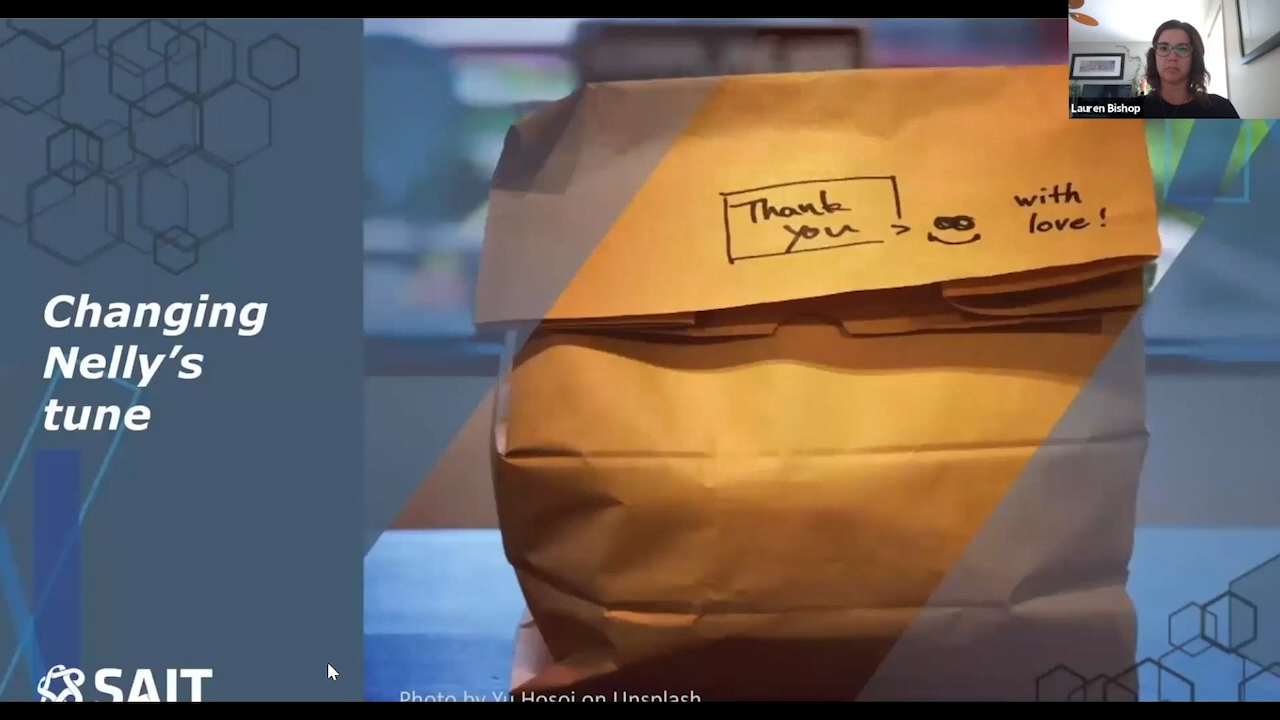 Lauren Bishop
Thank
you
with
love!
Changing
Nelly's
tune
SAIT
Photo by Yu Hosoi on Unsplash